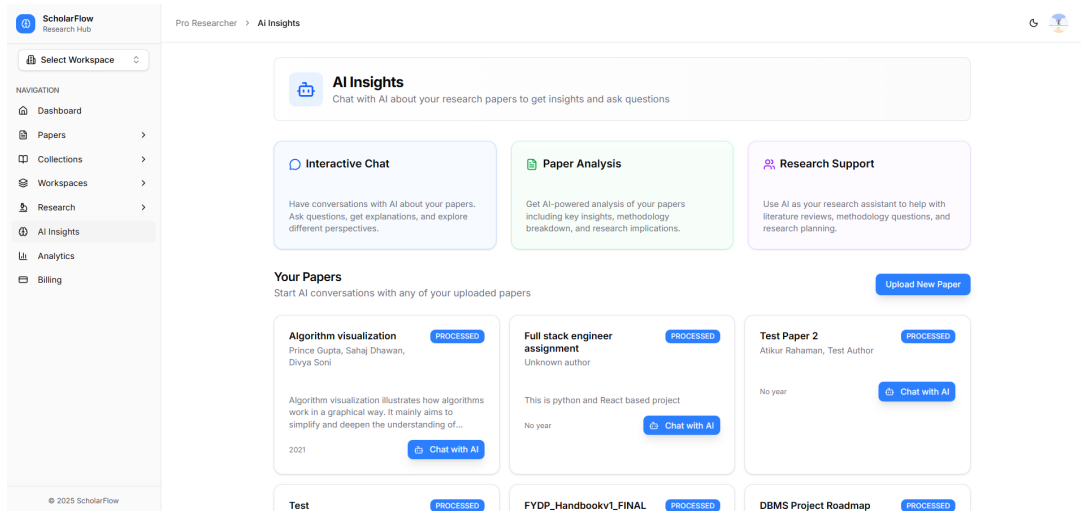 ScholarFlow
Research Hub
Select Workspace
NAVIGATION
Dashboard
Papers
Collections
Workspaces
Research
AI Insights
Analytics
Billing
© 2025 ScholarFlow
Pro Researcher > Ai Insights
AI Insights
Chat with AI about your research papers to get insights and ask questions
Interactive Chat
Have conversations with AI about your papers.
Ask questions, get explanations, and explore
different perspectives.
Paper Analysis
Get AI-powered analysis of your papers
including key insights, methodology
breakdown, and research implications.
Research Support
Use AI as your research assistant to help with
literature reviews, methodology questions, and
research planning.
Your Papers
Start AI conversations with any of your uploaded papers
Upload New Paper
Algorithm visualization
PROCESSED
Prince Gupta, Sahaj Dhawan,
Divya Soni
Algorithm visualization illustrates how algorithms
work in a graphical way. It mainly aims to
simplify and deepen the understanding of...
2021
Chat with AI
Full stack engineer
assignment
PROCESSED
Unknown author
This is python and React based project
No year
Chat with AI
Test Paper 2
PROCESSED
Atikur Rahaman, Test Author
No year
Chat with AI
Test
PROCESSED
FYDP_Handbookv1_FINAL
PROCESSED
DBMS Project Roadmap
PROCESSED